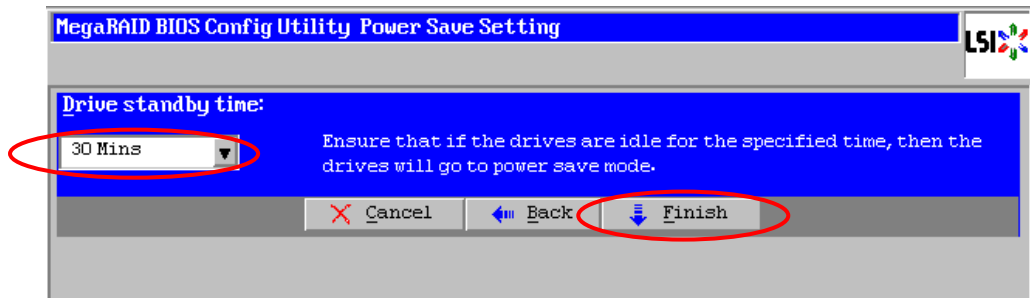 MegaRAID BIOS Config Utility Power Save Setting
LSI
Drive standby time:
30 Mins
Ensure that if the drives are idle for the specified time, then the
drives will go to power save mode.
Cancel Back Finish